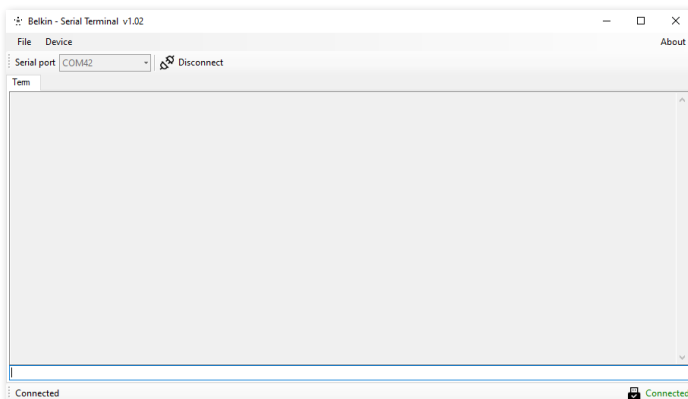 Belkin - Serial Terminal v1.02
File Device About
Serial port COM42 Disconnect
Term
Connected Connected